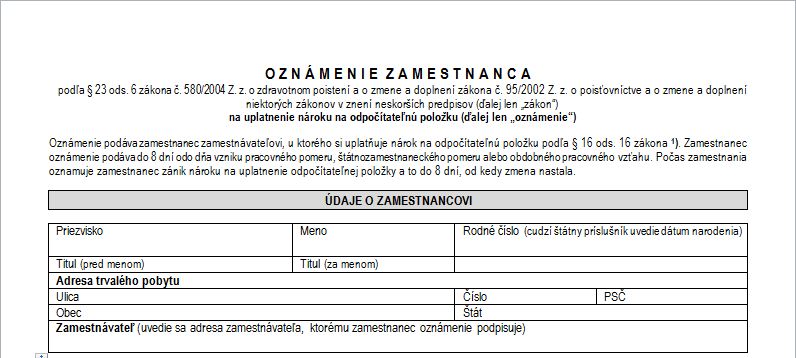 OZNÁMENIE ZAMESTNANCA
podľa § 23 ods. 6 zákona č. 580/2004 Z. z. o zdravotnom poistení a o zmene a doplnení zákona č. 95/2002 Z. z. o poisťovníctve a o zmene a doplnení
niektorých zákonov v znení neskorších predpisov (ďalej len „zákon“)
na uplatnenie nároku na odpočítateľnú položku (ďalej len „oznámenie“)
Oznámenie podáva zamestnanec zamestnávateľovi, u ktorého si uplatňuje nárok na odpočítateľnú položku podľa § 16 ods. 16 zákona ¹). Zamestnanec
oznámenie podáva do 8 dní odo dňa vzniku pracovného pomeru, štátnozamestnaneckého pomeru alebo obdobného pracovného vzťahu. Počas zamestnania
oznamuje zamestnanec zánik nároku na uplatnenie odpočítateľnej položky a to do 8 dní, od kedy zmena nastala.
ÚDAJE O ZAMESTNANCOVI
Priezvisko Meno Rodné číslo (cudzí štátny príslušník uvedie dátum narodenia)
Titul (pred menom) Titul (za menom)
Adresa trvalého pobytu
Ulica Číslo PSČ
Obec Štát
Zamestnávateľ (uvedie sa adresa zamestnávateľa, ktorému zamestnanec oznámenie podpisuje)